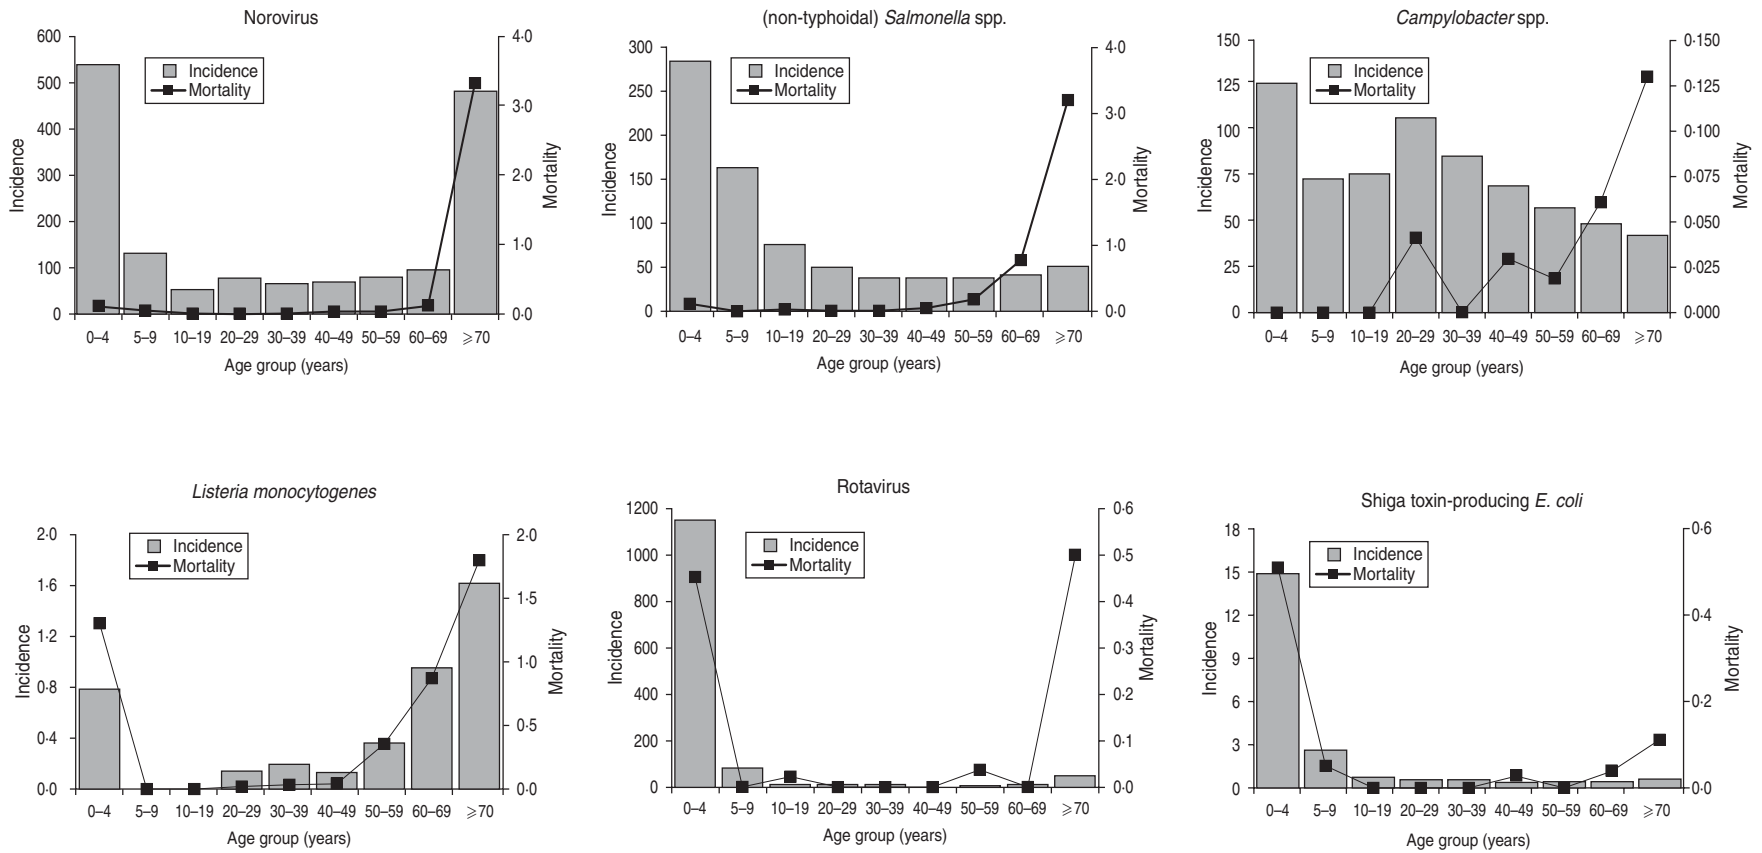 Norovirus
600
500
400
300
200
100
0
Incidence
4·0
3·0
2·0
1·0
0·0
Mortality
Incidence
Mortality
0–4 5–9 10–19 20–29 30–39 40–49 50–59 60–69 ⩾70
Age group (years)
(non-typhoidal) Salmonella spp.
300
250
200
150
100
50
0
Incidence
4·0
3·0
2·0
1·0
0·0
Mortality
Incidence
Mortality
0–4 5–9 10–19 20–29 30–39 40–49 50–59 60–69 ⩾70
Age group (years)
Campylobacter spp.
150
125
100
75
50
25
0
Incidence
0·150
0·125
0·100
0·075
0·050
0·025
0·000
Mortality
Incidence
Mortality
0–4 5–9 10–19 20–29 30–39 40–49 50–59 60–69 ⩾70
Age group (years)
Listeria monocytogenes
2·0
1·6
1·2
0·8
0·4
0·0
Incidence
2·0
1·5
1·0
0·5
0·0
Mortality
Incidence
Mortality
0–4 5–9 10–19 20–29 30–39 40–49 50–59 60–69 ⩾70
Age group (years)
Rotavirus
1200
1000
800
600
400
200
0
Incidence
0·6
0·5
0·4
0·3
0·2
0·1
0·0
Mortality
Incidence
Mortality
0–4 5–9 10–19 20–29 30–39 40–49 50–59 60–69 ⩾70
Age group (years)
Shiga toxin-producing E. coli
18
15
12
9
6
3
0
Incidence
0·6
0·4
0·2
0·0
Mortality
Incidence
Mortality
0–4 5–9 10–19 20–29 30–39 40–49 50–59 60–69 ⩾70
Age group (years)